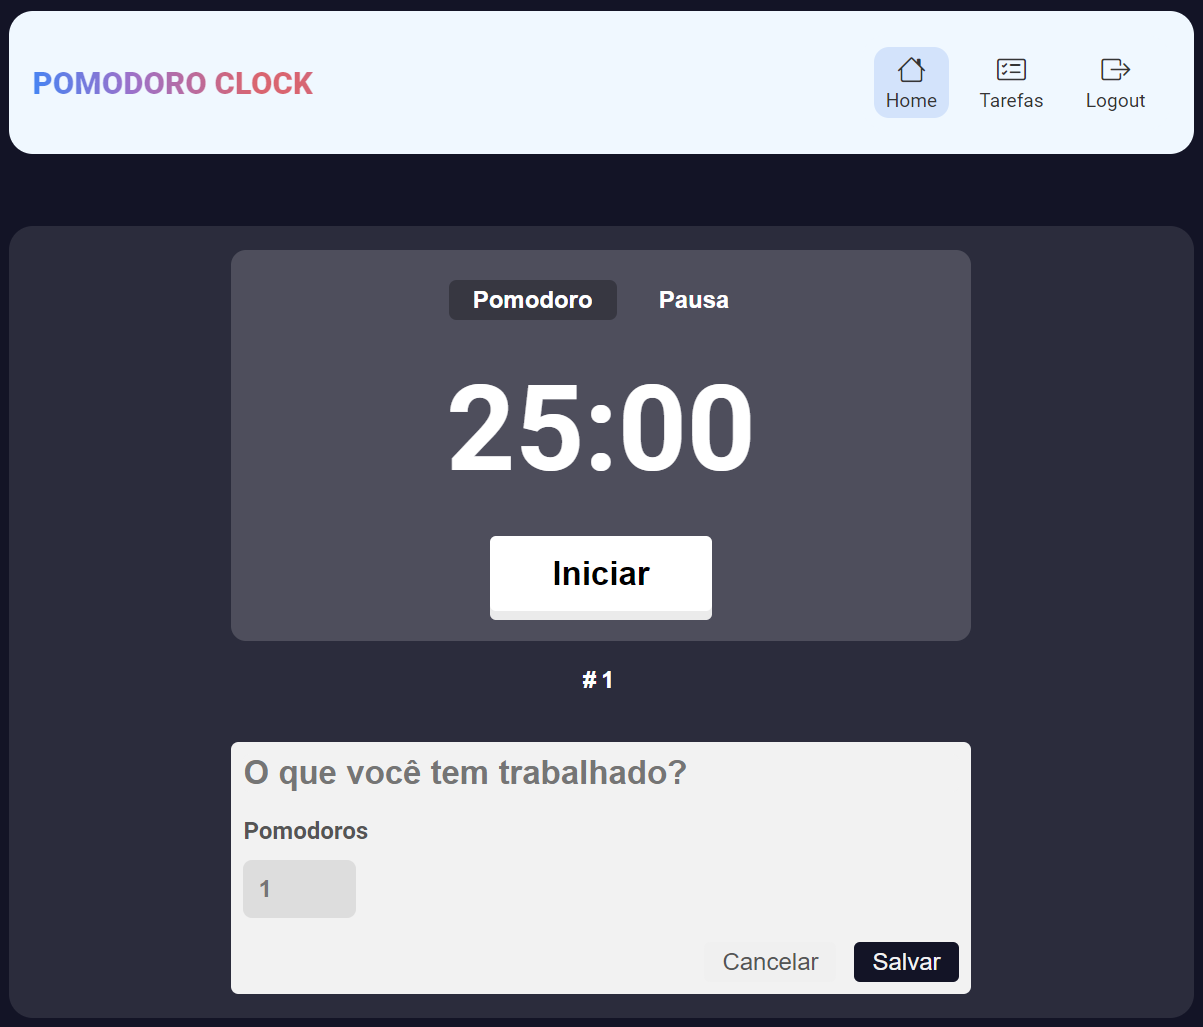 POMODORO CLOCK
Home
Tarefas
Logout
Pomodoro
Pausa
25:00
Iniciar
# 1
O que você tem trabalhado?
Pomodoros
1
Cancelar
Salvar